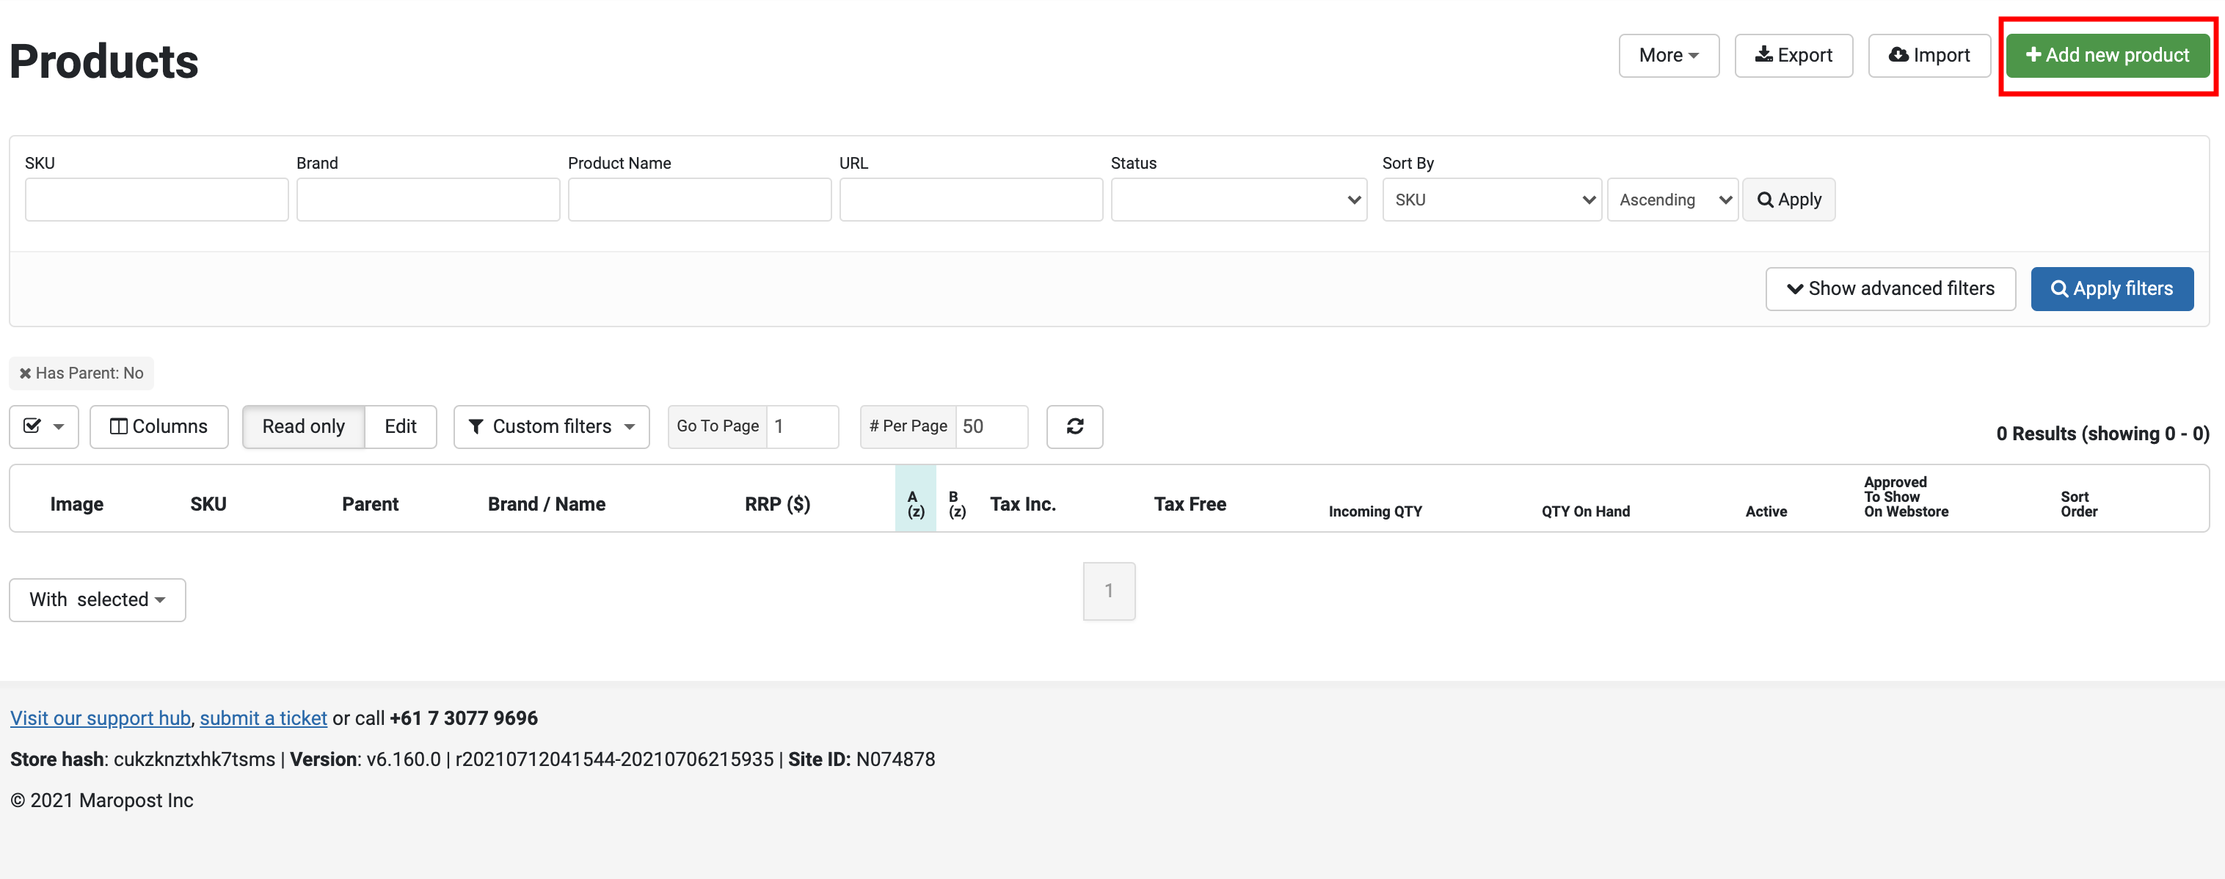 Products
More
Export
Import
Add new product
SKU
Brand
Product Name
URL
Status
Sort By
SKU
Ascending
Apply
Show advanced filters
Apply filters
Has Parent: No
Columns
Read only
Edit
Custom filters
Go To Page 1
# Per Page 50
0 Results (showing 0 - 0)
Image
SKU
Parent
Brand / Name
RRP ($)
A
(z)
B
(z)
Tax Inc.
Tax Free
Incoming QTY
QTY On Hand
Active
Approved
To Show
On Webstore
Sort
Order
With selected
1
Visit our support hub, submit a ticket or call +61 7 3077 9696
Store hash: cukzknztxhk7tsms | Version: v6.160.0 | r20210712041544-20210706215935 | Site ID: N074878
© 2021 Maropost Inc